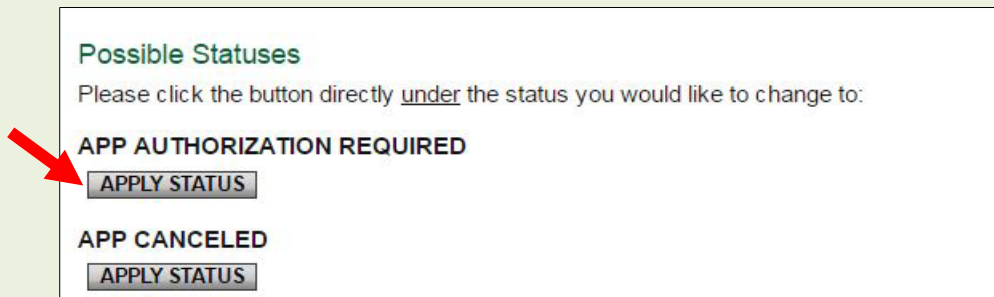 Possible Statuses
Please click the button directly under the status you would like to change to:
APP AUTHORIZATION REQUIRED
APPLY STATUS
APP CANCELED
APPLY STATUS